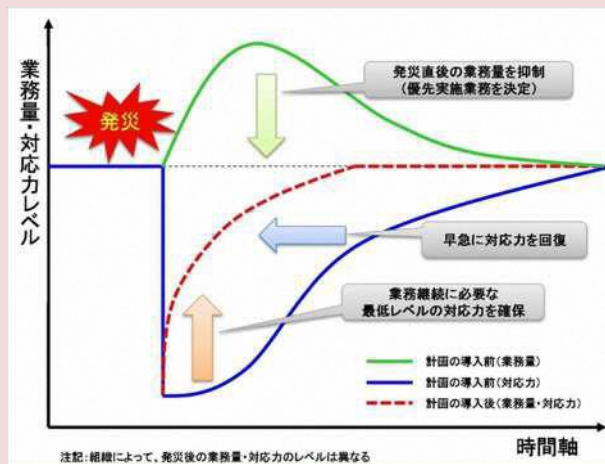 業務量・対応力レベル
発災
発災直後の業務量を抑制
(優先実施業務を決定)
早急に対応力を回復
業務継続に必要な
最低レベルの対応力を確保
計画の導入前(業務量)
計画の導入前(対応力)
計画の導入後(業務量・対応力)
時間軸
注記:組織によって、発災後の業務量・対応力のレベルは異なる